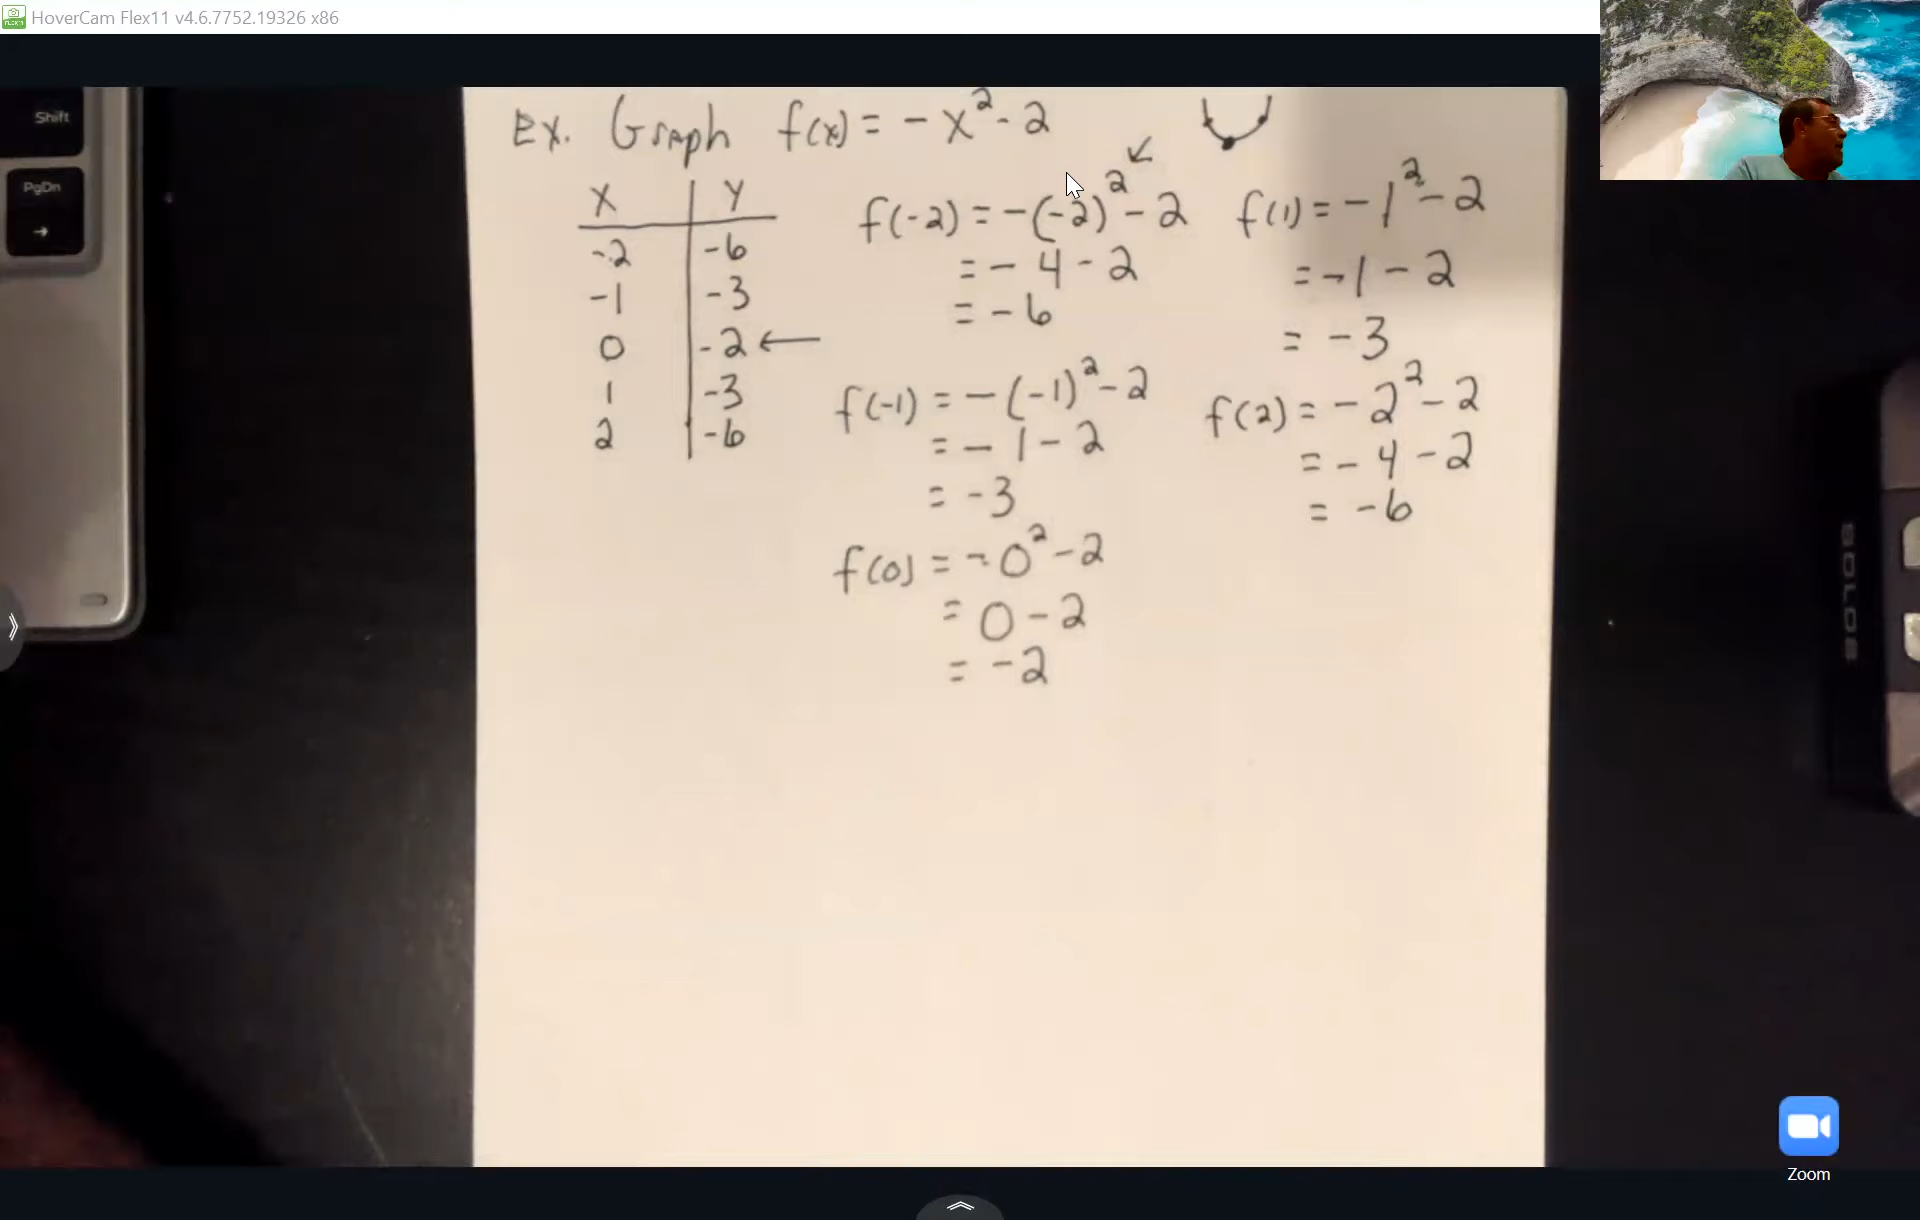 HoverCam Flex11 v4.6.7752.19326 x86
Shift
PgDn
Ex. Graph f(x) = -x²-2
X | Y
-2 | -6
-1 | -3
0 | -2 ←
1 | -3
2 | -6
f(-2) = -(-2)² - 2
= - 4 - 2
= - 6
f(-1) = -(-1)² - 2
= - 1 - 2
= -3
f(0) = -0² - 2
= 0 - 2
= -2
f(1) = -1² - 2
= -1 - 2
= -3
f(2) = -2² - 2
= - 4 - 2
= -6
Zoom